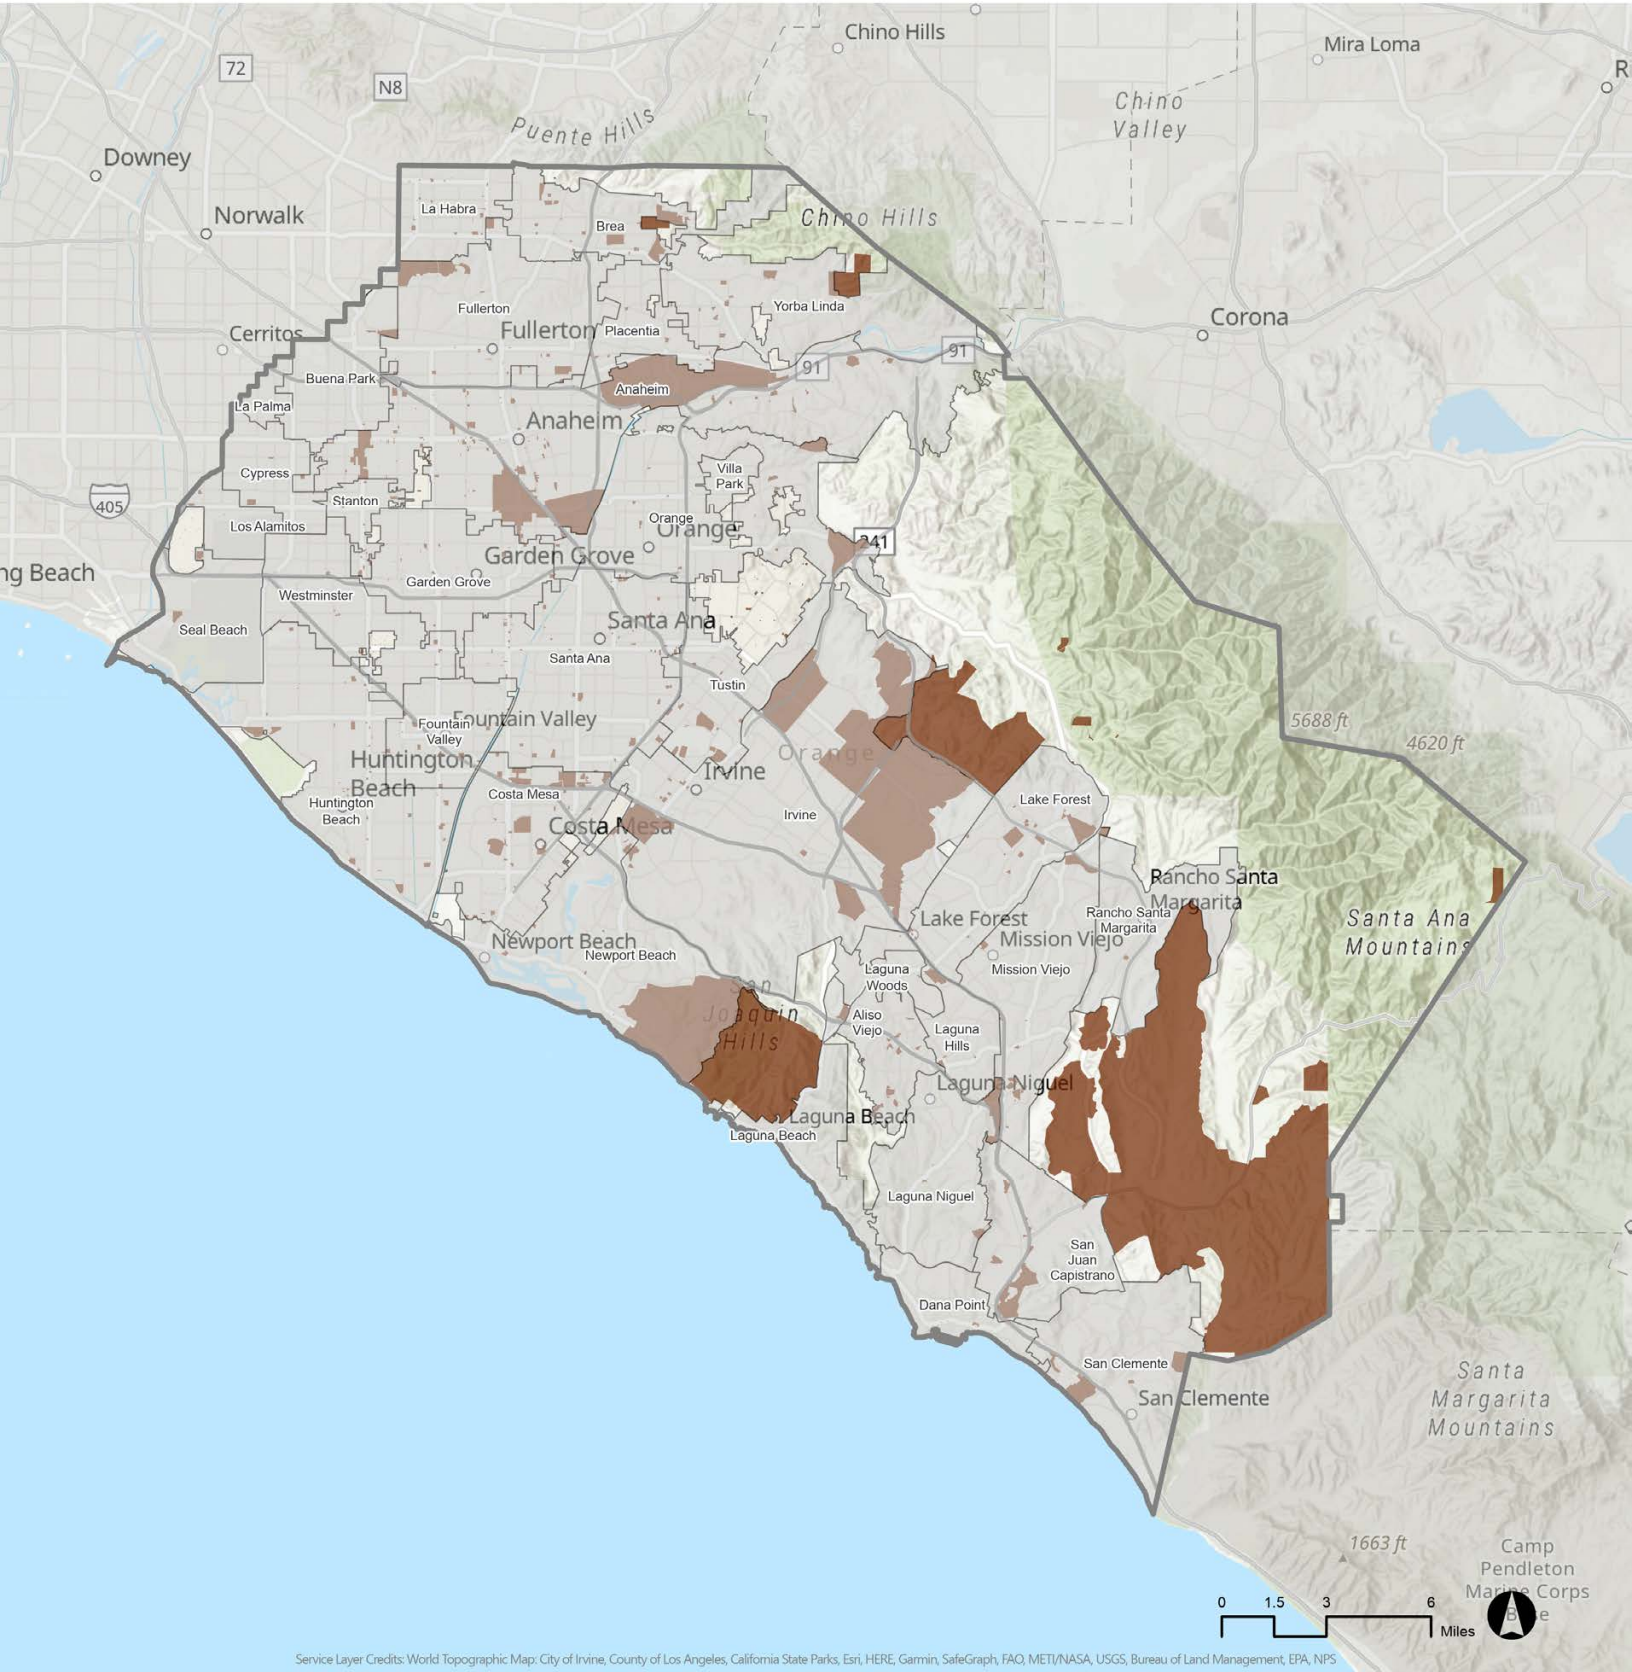 Chino Hills
Mira Loma
72
N8
Chino
Valley
Puente Hills
Downey
La Habra
Norwalk
Brea
Chino Hills
Yorba Linda
Fullerton
Fullerton
Placentia
Corona
Cerritos
91
91
Buena Park
Anaheim
La Palma
Anaheim
Villa
Park
Cypress
Stanton
405
Los Alamitos
Orange
Orange
241
Garden Grove
ng Beach
Garden Grove
Westminster
Santa Ana
Seal Beach
Santa Ana
Tustin
Fountain
Valley
Fountain Valley
5688 ft
4620 ft
Orange
Huntington
Beach
Irvine
Costa Mesa
Huntington
Beach
Irvine
Lake Forest
Costa Mesa
Rancho Santa
Margarita
Rancho Santa
Margarita
Lake Forest
Mission Viejo
Santa Ana
Mountains
Newport Beach
Newport Beach
Mission Viejo
Laguna
Woods
San
Joaquin
Hills
Aliso
Viejo
Laguna
Hills
Laguna Niguel
Laguna Beach
Laguna Beach
Laguna Niguel
San
Juan
Capistrano
Dana Point
San Clemente
San Clemente
Santa
Margarita
Mountains
1663 ft
Camp
Pendleton
Marine Corps
Base
0 1.5 3 6
Miles
Service Layer Credits: World Topographic Map: City of Irvine, County of Los Angeles, California State Parks, Esri, HERE, Garmin, SafeGraph, FAO, METI/NASA, USGS, Bureau of Land Management, EPA, NPS